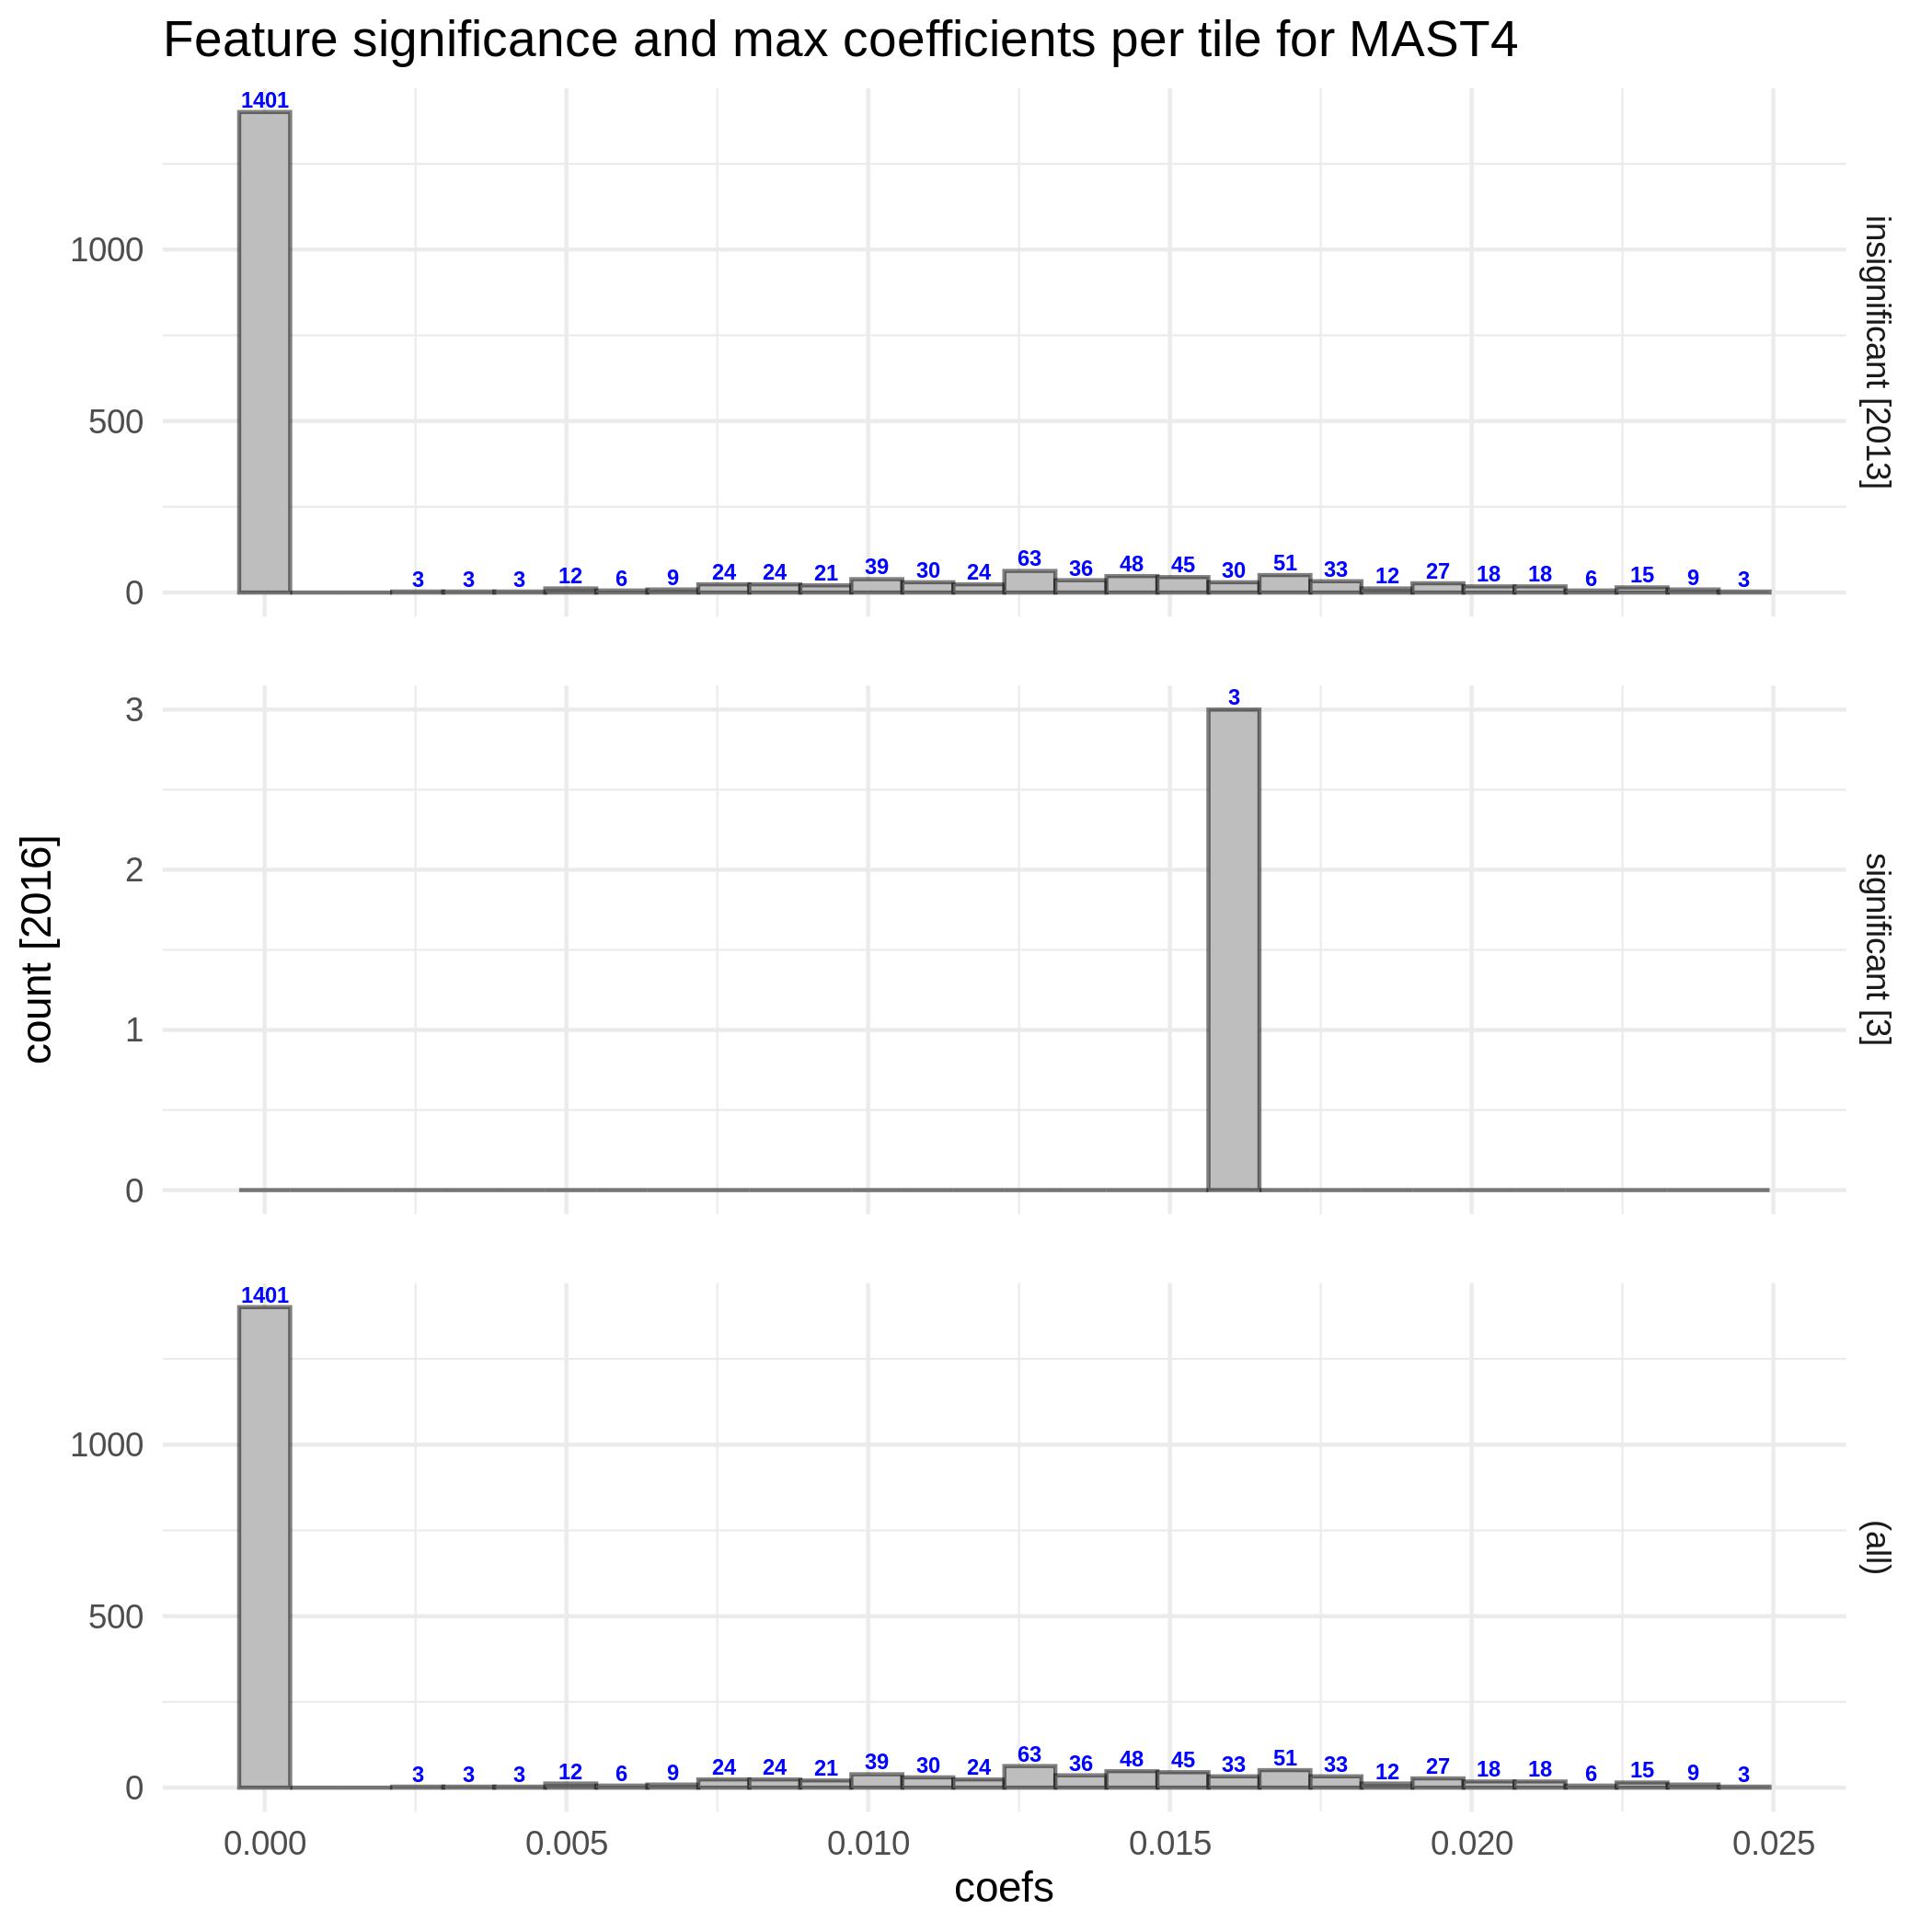 Feature significance and max coefficients per tile for MAST4
1401
1000
500
0
3 3 3 12 6 9 24 24 21 39 30 24 63 36 48 45 30 51 33 12 27 18 18 6 15 9 3
insignificant [2013]
count [2016]
3
3
2
1
0
significant [3]
1401
1000
500
0
3 3 3 12 6 9 24 24 21 39 30 24 63 36 48 45 33 51 33 12 27 18 18 6 15 9 3
(all)
0.000 0.005 0.010 0.015 0.020 0.025
coefs